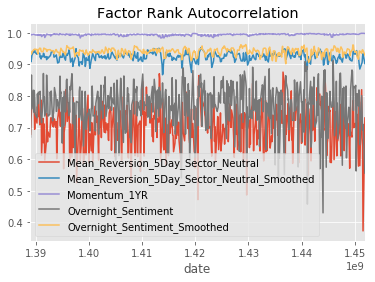 Factor Rank Autocorrelation
1.0
0.9
0.8
0.7
0.6
0.5
0.4
Mean_Reversion_5Day_Sector_Neutral
Mean_Reversion_5Day_Sector_Neutral_Smoothed
Momentum_1YR
Overnight_Sentiment
Overnight_Sentiment_Smoothed
1.39 1.40 1.41 1.42 1.43 1.44 1.45
1e9
date